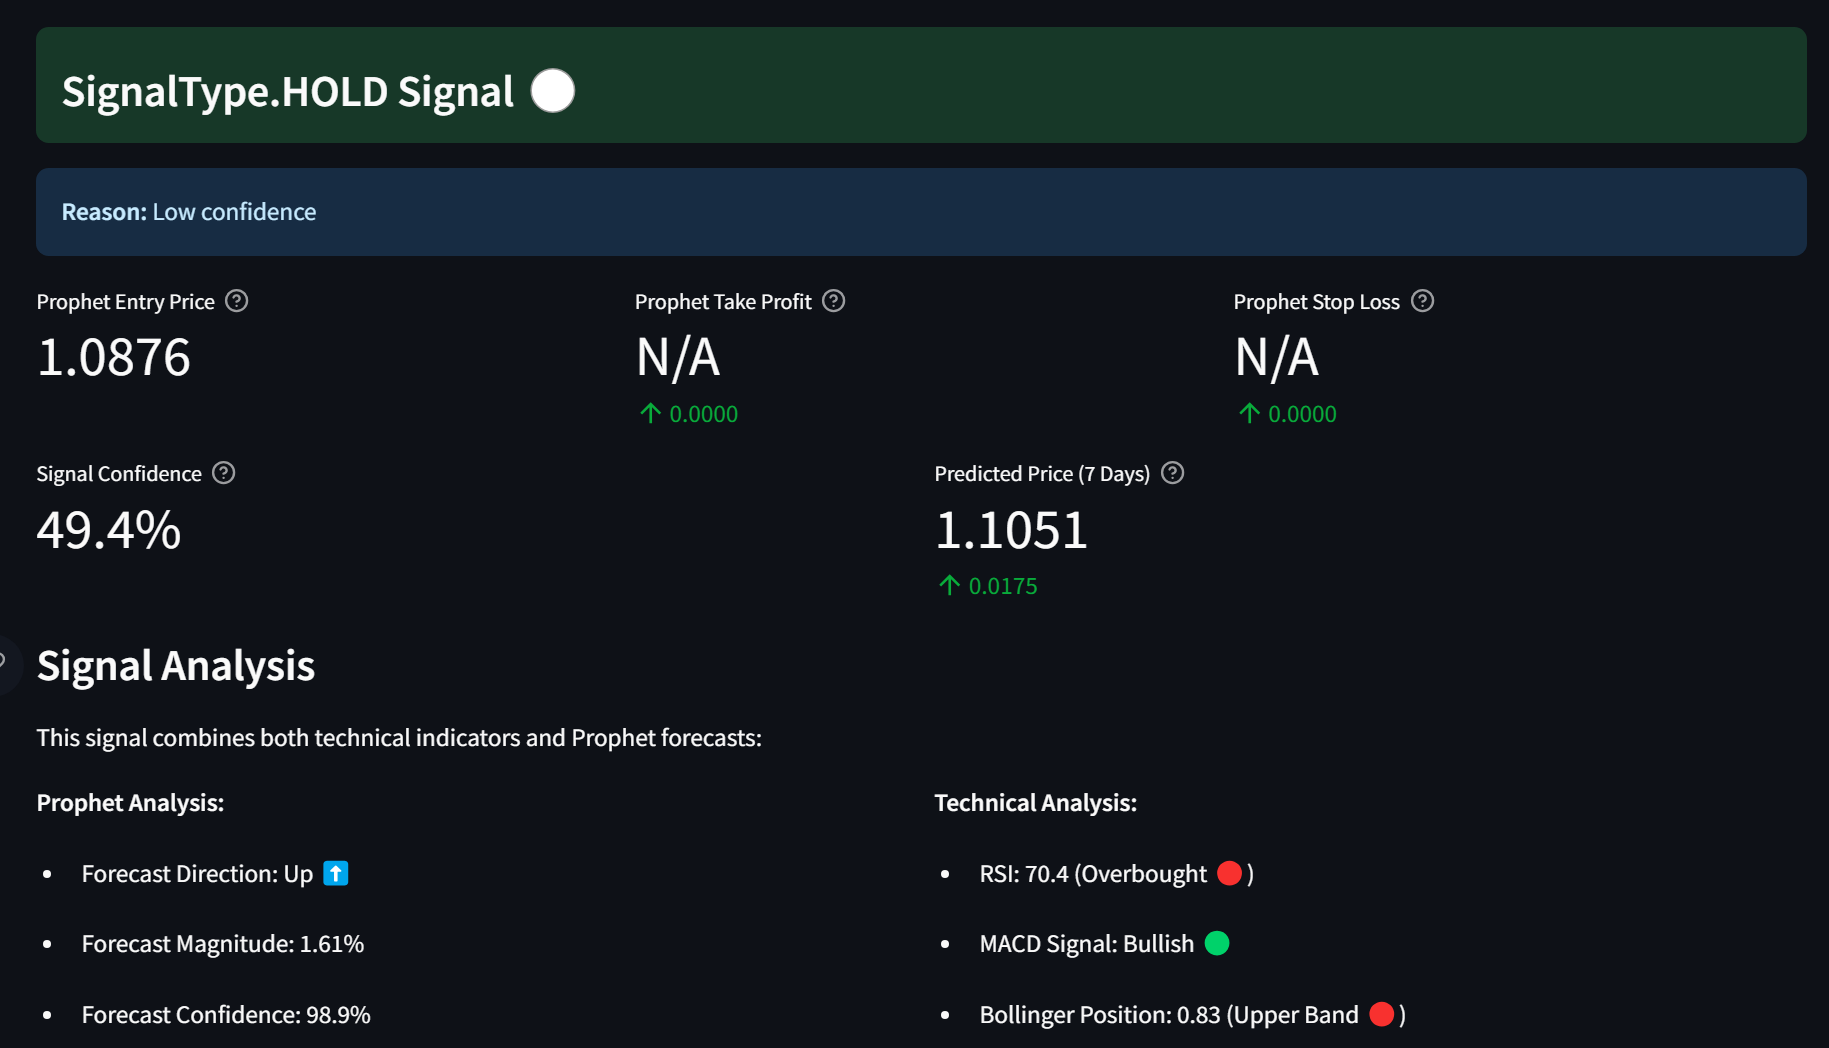 SignalType.HOLD Signal
Reason: Low confidence
Prophet Entry Price
Prophet Take Profit
Prophet Stop Loss
1.0876
N/A
N/A
↑ 0.0000
↑ 0.0000
Signal Confidence
Predicted Price (7 Days)
49.4%
1.1051
↑ 0.0175
Signal Analysis
This signal combines both technical indicators and Prophet forecasts:
Prophet Analysis:
• Forecast Direction: Up ⬆️
• Forecast Magnitude: 1.61%
• Forecast Confidence: 98.9%
Technical Analysis:
• RSI: 70.4 (Overbought 🔴)
• MACD Signal: Bullish 🟢
• Bollinger Position: 0.83 (Upper Band 🔴)